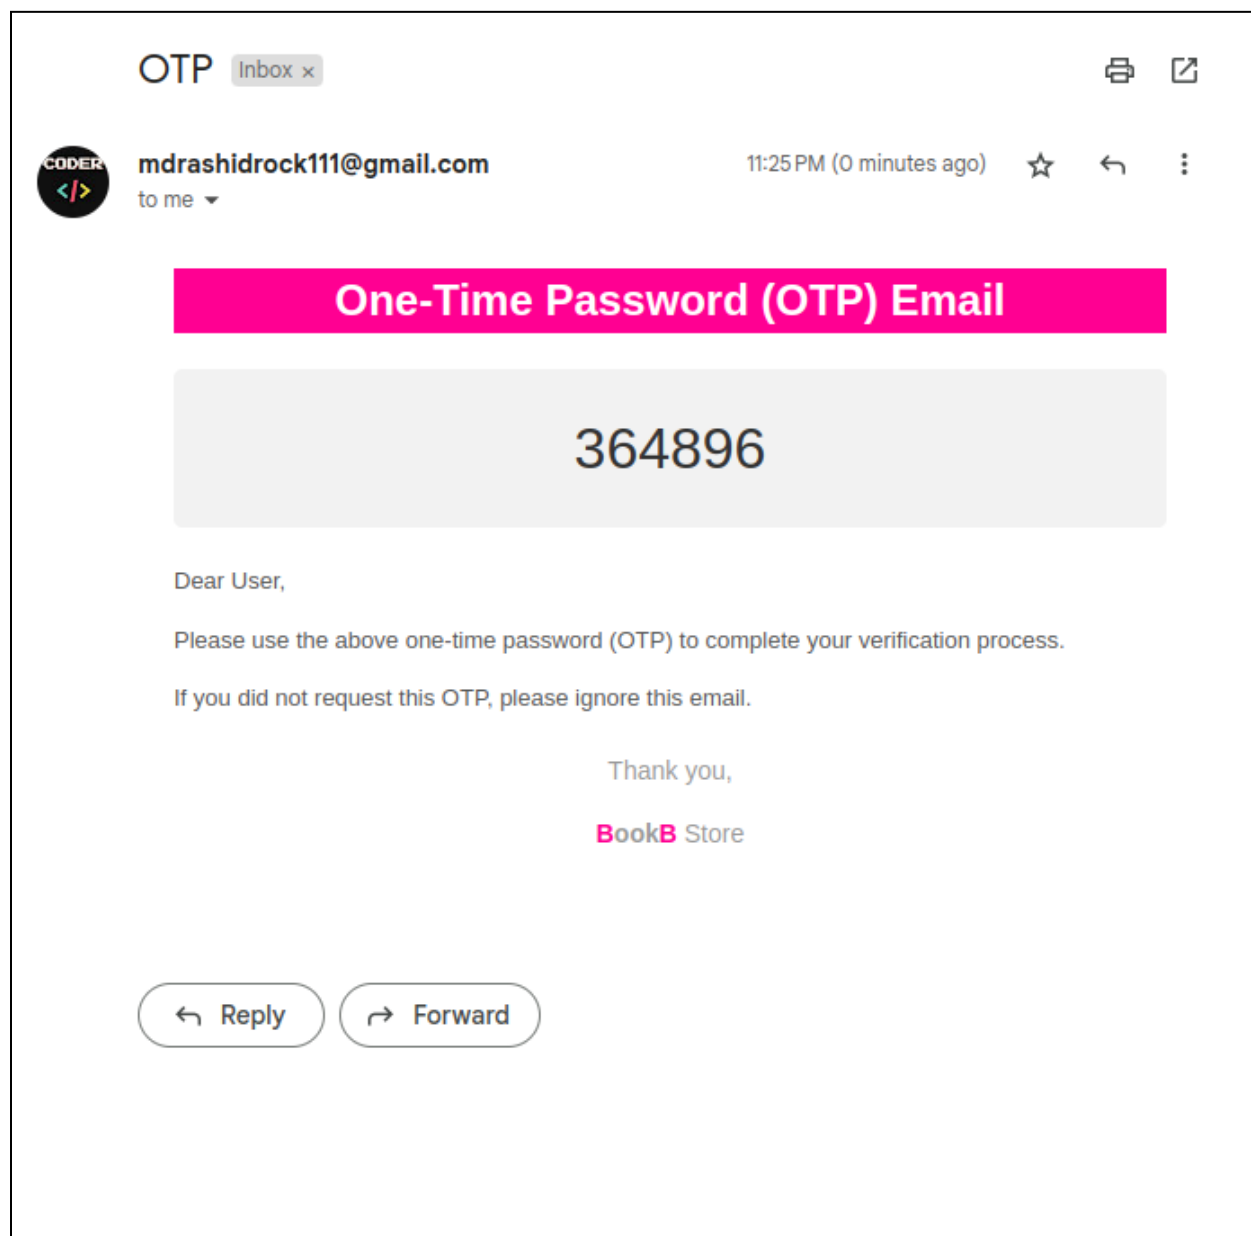 OTP Inbox ×
CODER
</>
mdrashidrock111@gmail.com 11:25 PM (0 minutes ago)
to me
One-Time Password (OTP) Email
364896
Dear User,
Please use the above one-time password (OTP) to complete your verification process.
If you did not request this OTP, please ignore this email.
Thank you,
BookB Store
Reply Forward